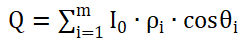 Q = ∑ᵢ₌₁ᵐ I₀ · ρᵢ · cosθᵢ